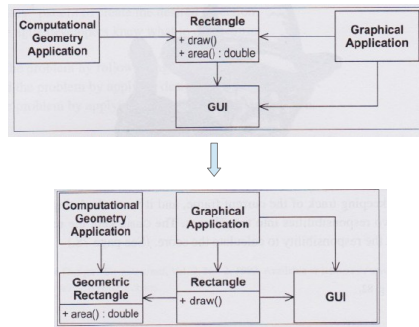 Computational
Geometry
Application
Rectangle
+ draw()
+ area() : double
Graphical
Application
GUI
Computational
Geometry
Application
Graphical
Application
Geometric
Rectangle
+ area() : double
Rectangle
+ draw()
GUI